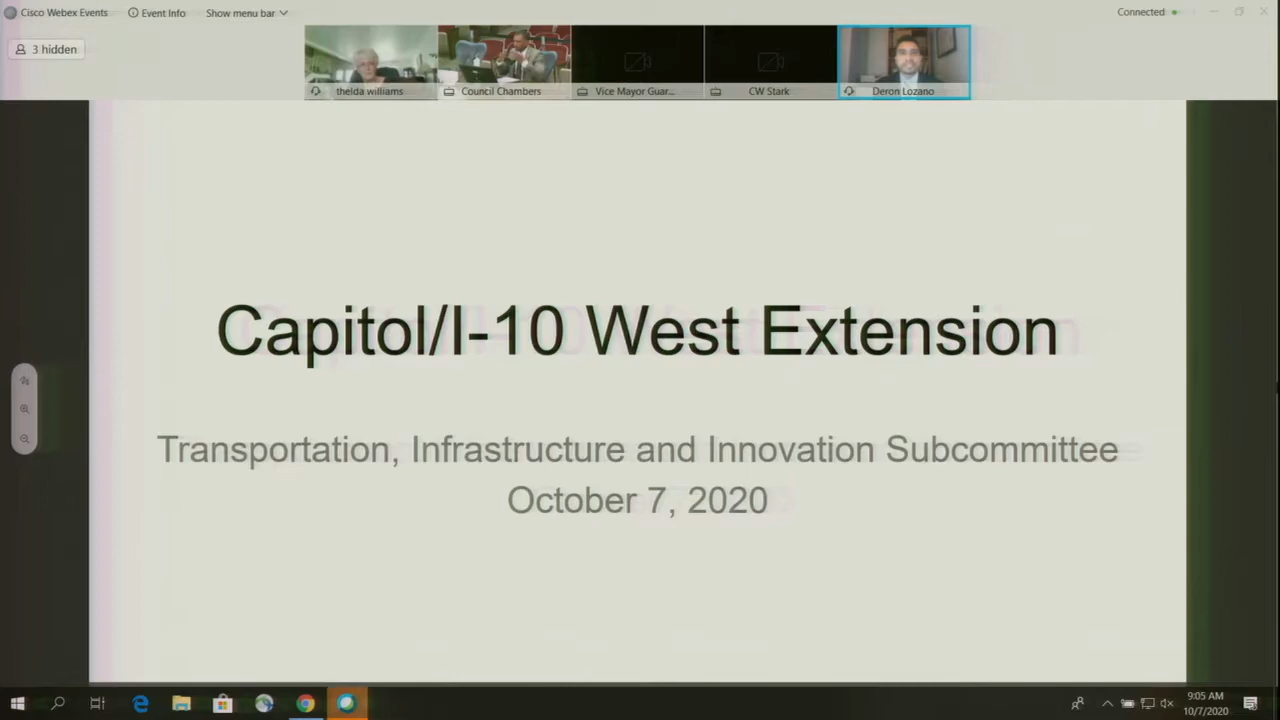 Cisco Webex Events
Event Info
Show menu bar
Connected
3 hidden
thelda williams
Council Chambers
Vice Mayor Guar...
CW Stark
Deron Lozano
Capitol/I-10 West Extension
Transportation, Infrastructure and Innovation Subcommittee
October 7, 2020
9:05 AM
10/7/2020